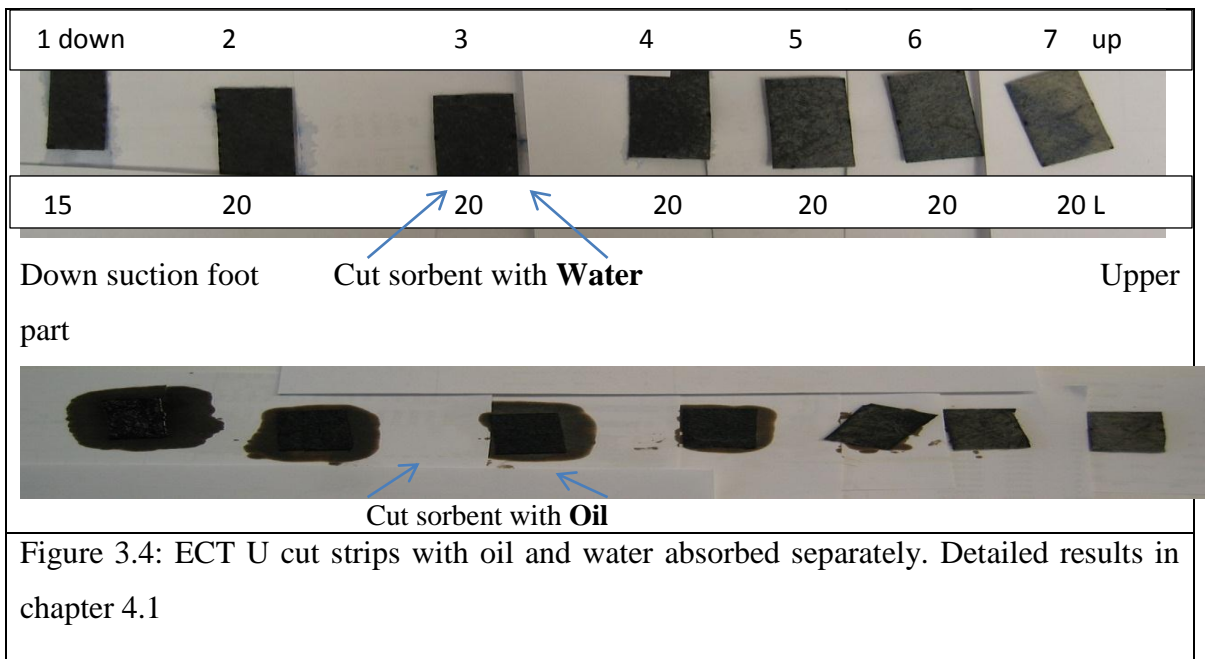 1 down 2 3 4 5 6 7 up
15 20 20 20 20 20 20 L
Down suction foot Cut sorbent with Water Upper
part
Cut sorbent with Oil
Figure 3.4: ECT U cut strips with oil and water absorbed separately. Detailed results in
chapter 4.1